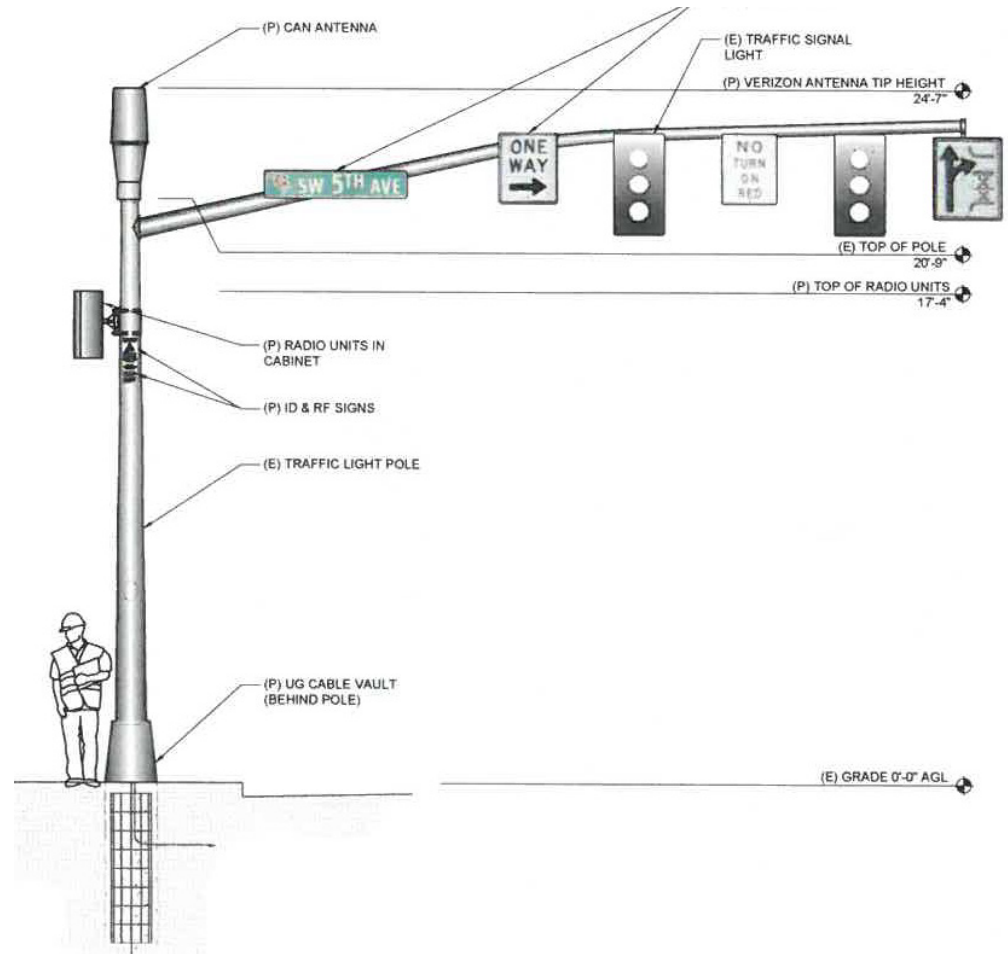 (P) CAN ANTENNA
(E) TRAFFIC SIGNAL
LIGHT
(P) VERIZON ANTENNA TIP HEIGHT
24'-7"
ONE
WAY
NO
TURN
ON
RED
SW 5TH AVE
(E) TOP OF POLE
20'-9"
(P) TOP OF RADIO UNITS
17'-4"
(P) RADIO UNITS IN
CABINET
(P) ID & RF SIGNS
(E) TRAFFIC LIGHT POLE
(P) UG CABLE VAULT
(BEHIND POLE)
(E) GRADE 0'-0" AGL